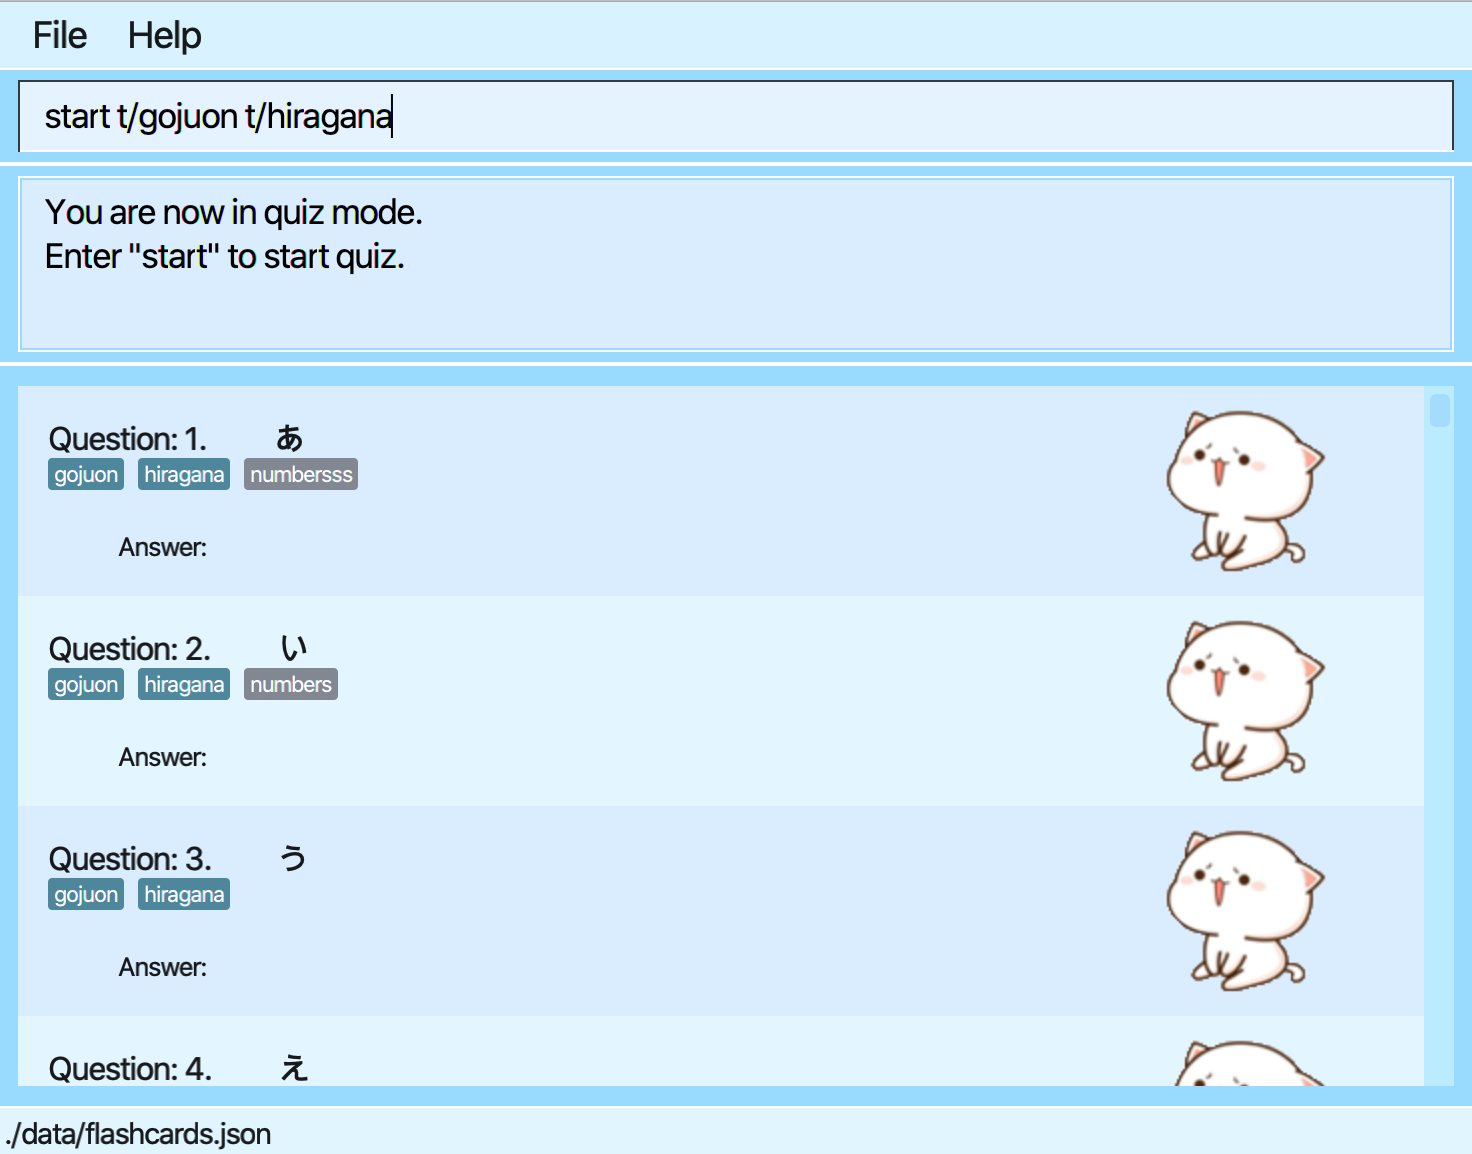 File Help
start t/gojuon t/hiragana
You are now in quiz mode.
Enter "start" to start quiz.
Question: 1. あ
gojuon hiragana numbersss
Answer:
Question: 2. い
gojuon hiragana numbers
Answer:
Question: 3. う
gojuon hiragana
Answer:
Question: 4. え
./data/flashcards.json